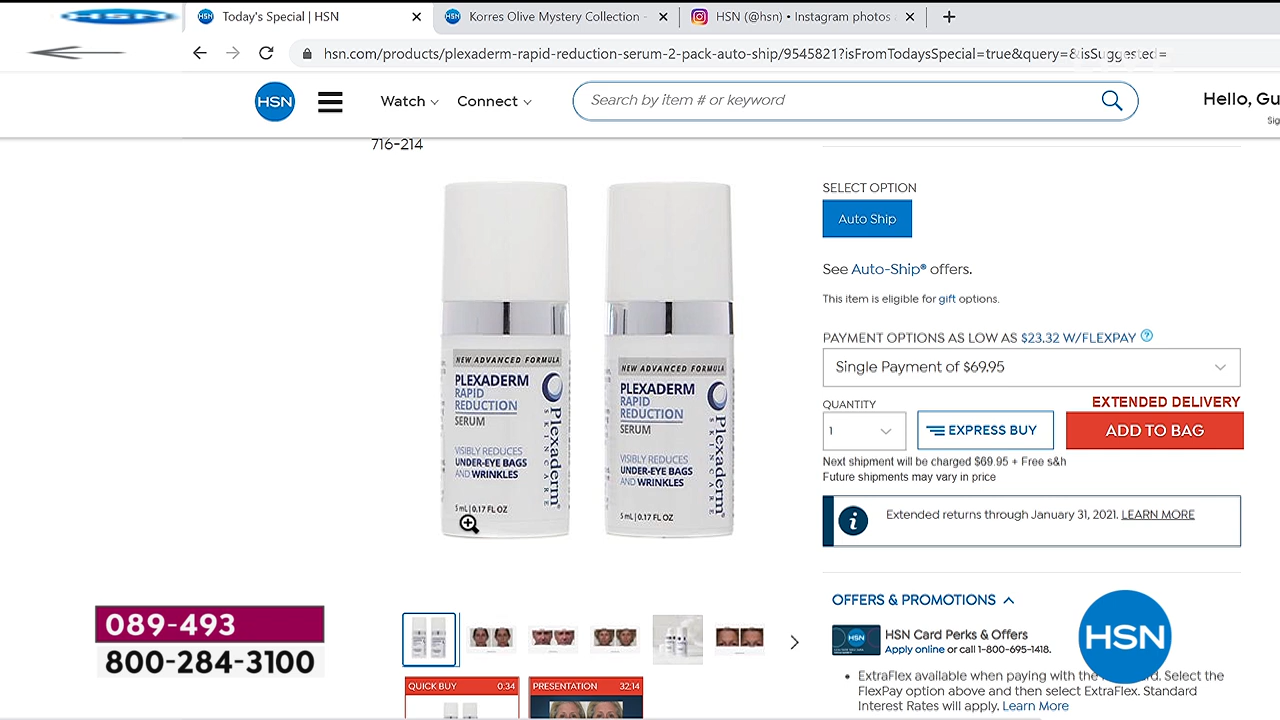 HSN
Today's Special | HSN
Korres Olive Mystery Collection -
HSN (@hsn) • Instagram photos
hsn.com/products/plexaderm-rapid-reduction-serum-2-pack-auto-ship/9545821?isFromTodaysSpecial=true&query=&isSuggested=
HSN
Watch
Connect
Search by item # or keyword
Hello, Gu
Sig
716-214
SELECT OPTION
Auto Ship
See Auto-Ship® offers.
This item is eligible for gift options.
PAYMENT OPTIONS AS LOW AS $23.32 W/FLEXPAY ?
Single Payment of $69.95
QUANTITY
EXTENDED DELIVERY
1
EXPRESS BUY
ADD TO BAG
Next shipment will be charged $69.95 + Free s&h
Future shipments may vary in price
Extended returns through January 31, 2021. LEARN MORE
NEW ADVANCED FORMULA
PLEXADERM
RAPID
REDUCTION
SERUM
VISIBLY REDUCES
UNDER-EYE BAGS
AND WRINKLES
5 mL | 0.17 FL OZ
Plexaderm
SKINCARE
NEW ADVANCED FORMULA
PLEXADERM
RAPID
REDUCTION
SERUM
VISIBLY REDUCES
UNDER-EYE BAGS
AND WRINKLES
5 mL | 0.17 FL OZ
Plexaderm
SKINCARE
OFFERS & PROMOTIONS
HSN
HSN Card Perks & Offers
Apply online or call 1-800-695-1418.
• ExtraFlex available when paying with the Select the
FlexPay option above and then select ExtraFlex. Standard
Interest Rates will apply. Learn More
HSN
089-493
800-284-3100
QUICK BUY 0:34
PRESENTATION 32:14